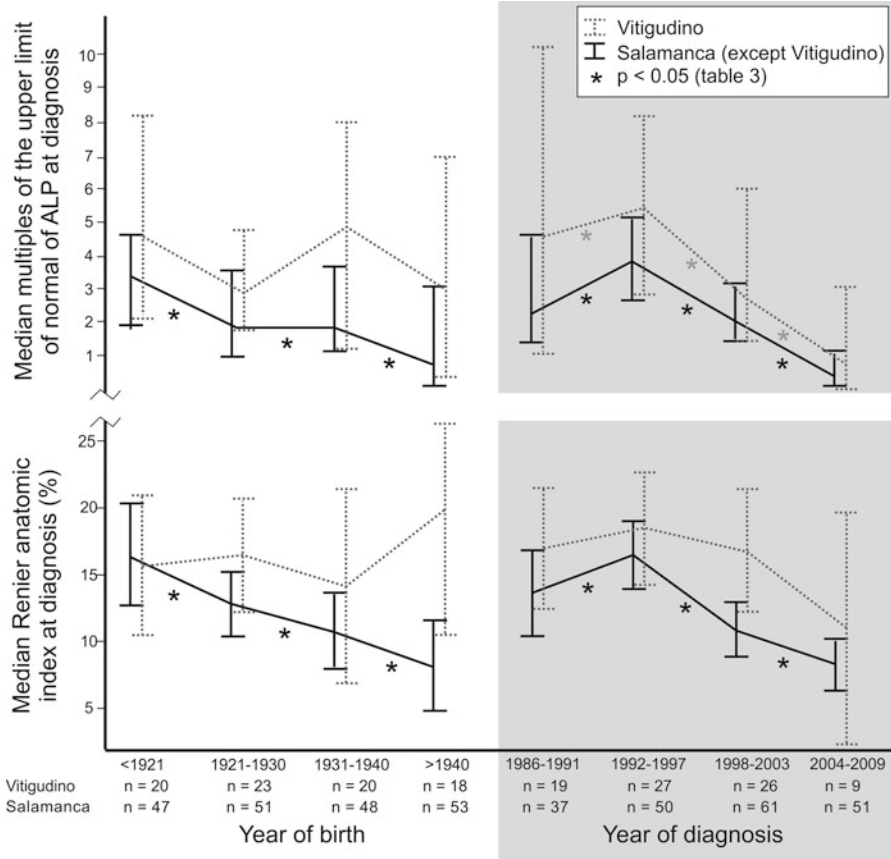 Vitigudino
Salamanca (except Vitigudino)
* p < 0.05 (table 3)
Median multiples of the upper limit
of normal of ALP at diagnosis
10
9
8
7
6
5
4
3
2
1
* * *
* * *
* * *
Median Renier anatomic
index at diagnosis (%)
25
20
15
10
5
* * *
* * *
<1921 1921-1930 1931-1940 >1940 1986-1991 1992-1997 1998-2003 2004-2009
Vitigudino n = 20 n = 23 n = 20 n = 18 n = 19 n = 27 n = 26 n = 9
Salamanca n = 47 n = 51 n = 48 n = 53 n = 37 n = 50 n = 61 n = 51
Year of birth Year of diagnosis